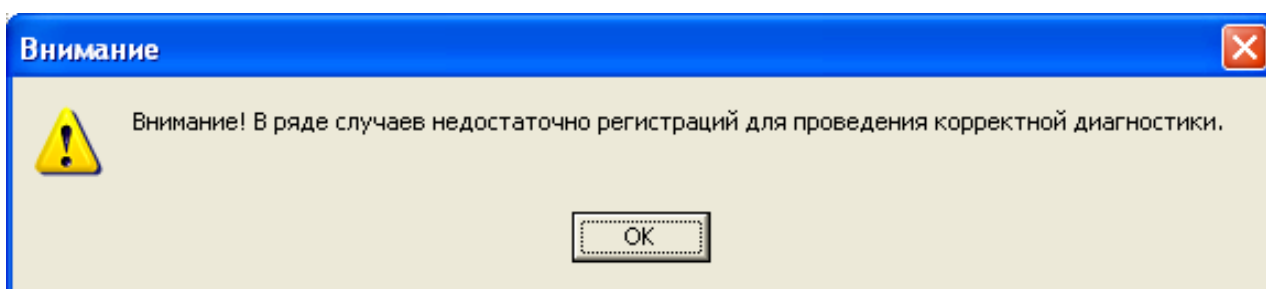 Внимание
Внимание! В ряде случаев недостаточно регистраций для проведения корректной диагностики.
OK